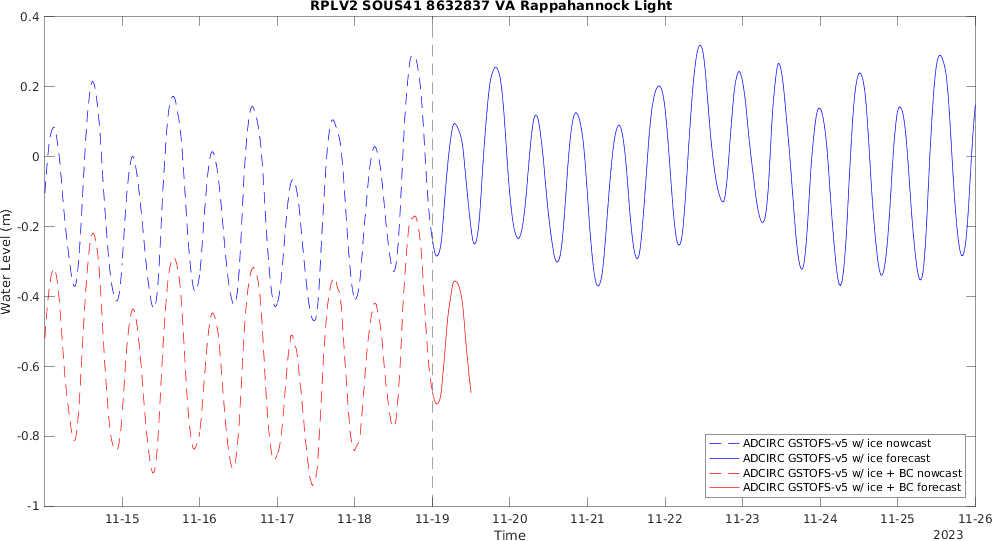 RPLV2 SOUS41 8632837 VA Rappahannock Light
Water Level (m)
0.4
0.2
0
-0.2
-0.4
-0.6
-0.8
-1
ADCIRC GSTOFS-v5 w/ ice nowcast
ADCIRC GSTOFS-v5 w/ ice forecast
ADCIRC GSTOFS-v5 w/ ice + BC nowcast
ADCIRC GSTOFS-v5 w/ ice + BC forecast
11-15 11-16 11-17 11-18 11-19 11-20 11-21 11-22 11-23 11-24 11-25 11-26
Time
2023